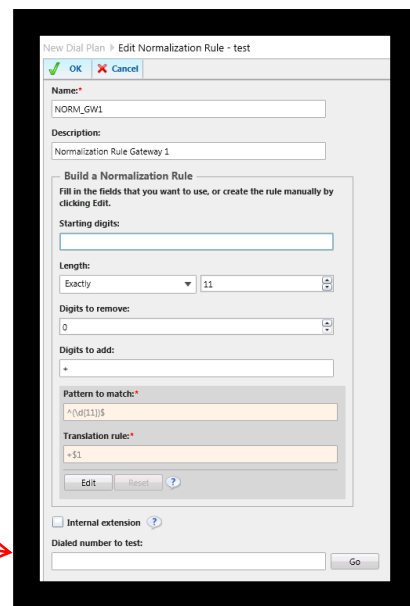 New Dial Plan ▸ Edit Normalization Rule - test
OK Cancel
Name:*
NORM_GW1
Description:
Normalization Rule Gateway 1
Build a Normalization Rule
Fill in the fields that you want to use, or create the rule manually by
clicking Edit.
Starting digits:
Length:
Exactly 11
Digits to remove:
0
Digits to add:
+
Pattern to match:*
^(\d{11})$
Translation rule:*
+$1
Edit Reset ?
Internal extension ?
Dialed number to test:
Go